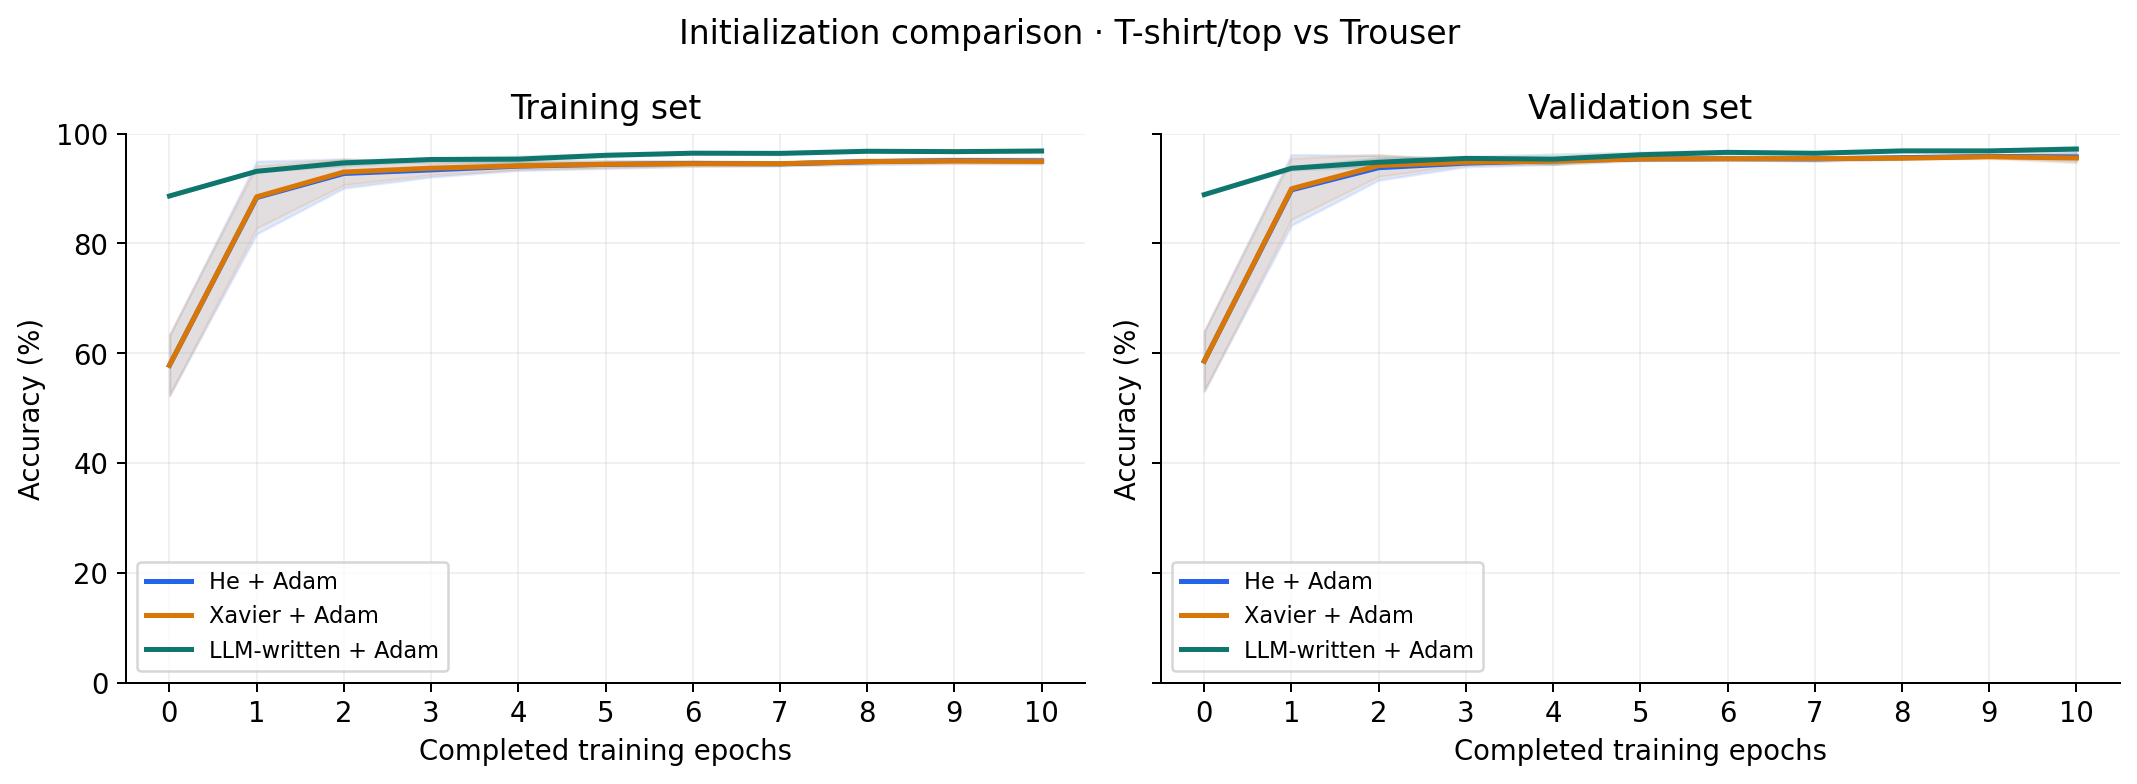 Initialization comparison · T-shirt/top vs Trouser
Training set
Accuracy (%)
100
80
60
40
20
0
He + Adam
Xavier + Adam
LLM-written + Adam
0 1 2 3 4 5 6 7 8 9 10
Completed training epochs
Validation set
Accuracy (%)
He + Adam
Xavier + Adam
LLM-written + Adam
0 1 2 3 4 5 6 7 8 9 10
Completed training epochs